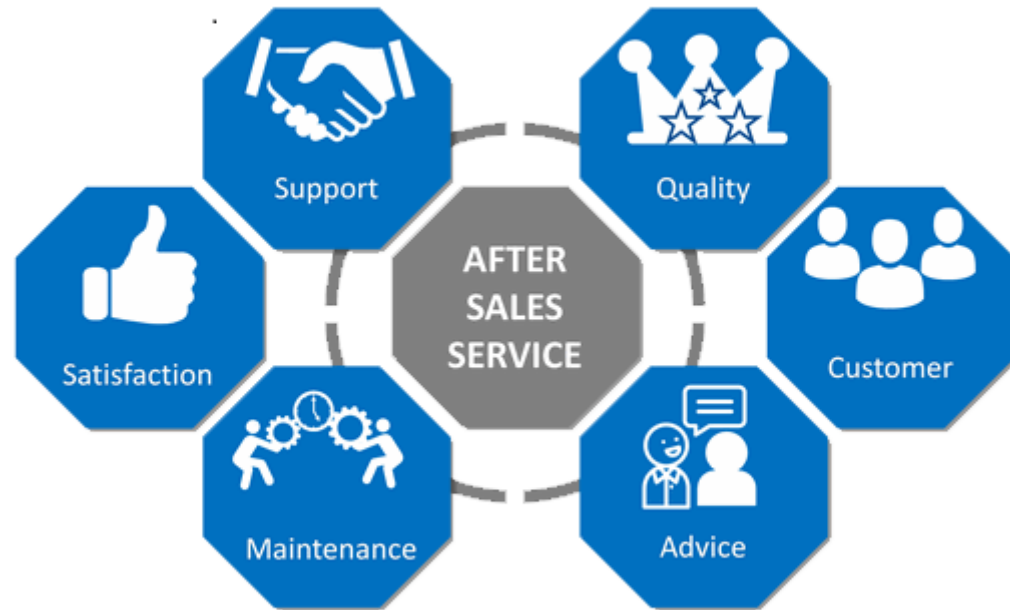 Support
Quality
AFTER
SALES
SERVICE
Satisfaction
Customer
Maintenance
Advice